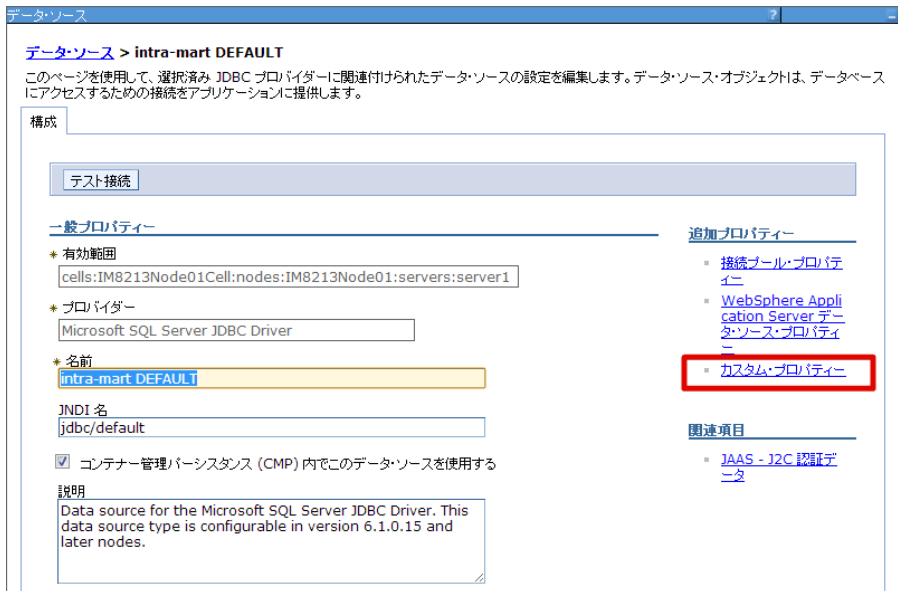 データ・ソース
?
データ・ソース > intra-mart DEFAULT
このページを使用して、選択済み JDBC プロバイダーに関連付けられたデータ・ソースの設定を編集します。データ・ソース・オブジェクトは、データベース
にアクセスするための接続をアプリケーションに提供します。
構成
テスト接続
一般プロパティー
* 有効範囲
cells:IM8213Node01Cell:nodes:IM8213Node01:servers:server1
* プロバイダー
Microsoft SQL Server JDBC Driver
* 名前
intra-mart DEFAULT
JNDI 名
jdbc/default
コンテナー管理パーシスタンス (CMP) 内でこのデータ・ソースを使用する
説明
Data source for the Microsoft SQL Server JDBC Driver. This
data source type is configurable in version 6.1.0.15 and
later nodes.
追加プロパティー
接続プール・プロパテ
ィー
WebSphere Appli
cation Server デー
タ・ソース・プロパティ
ー
カスタム・プロパティー
関連項目
JAAS - J2C 認証デ
ータ